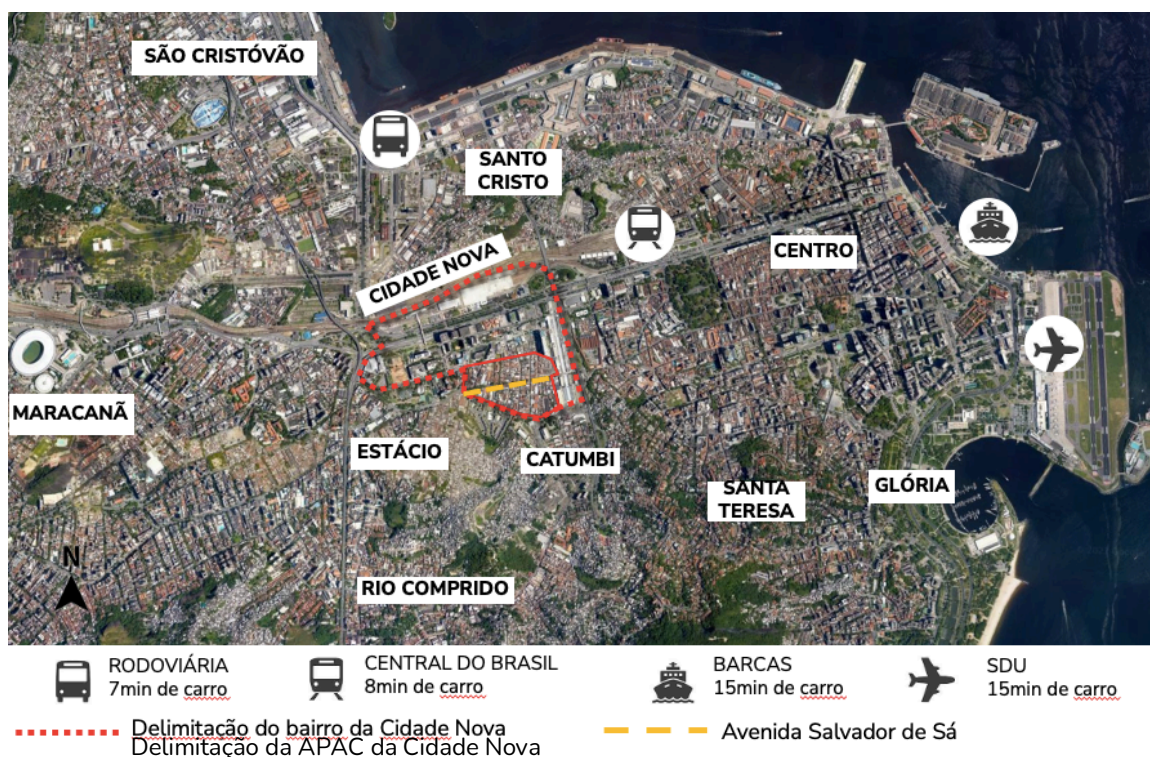 SÃO CRISTÓVÃO
SANTO
CRISTO
CIDADE NOVA
CENTRO
MARACANÃ
ESTÁCIO
CATUMBI
SANTA
TERESA
GLÓRIA
N
RIO COMPRIDO
RODOVIÁRIA
7min de carro
CENTRAL DO BRASIL
8min de carro
BARCAS
15min de carro
SDU
15min de carro
Delimitação do bairro da Cidade Nova
Avenida Salvador de Sá
Delimitação da APAC da Cidade Nova